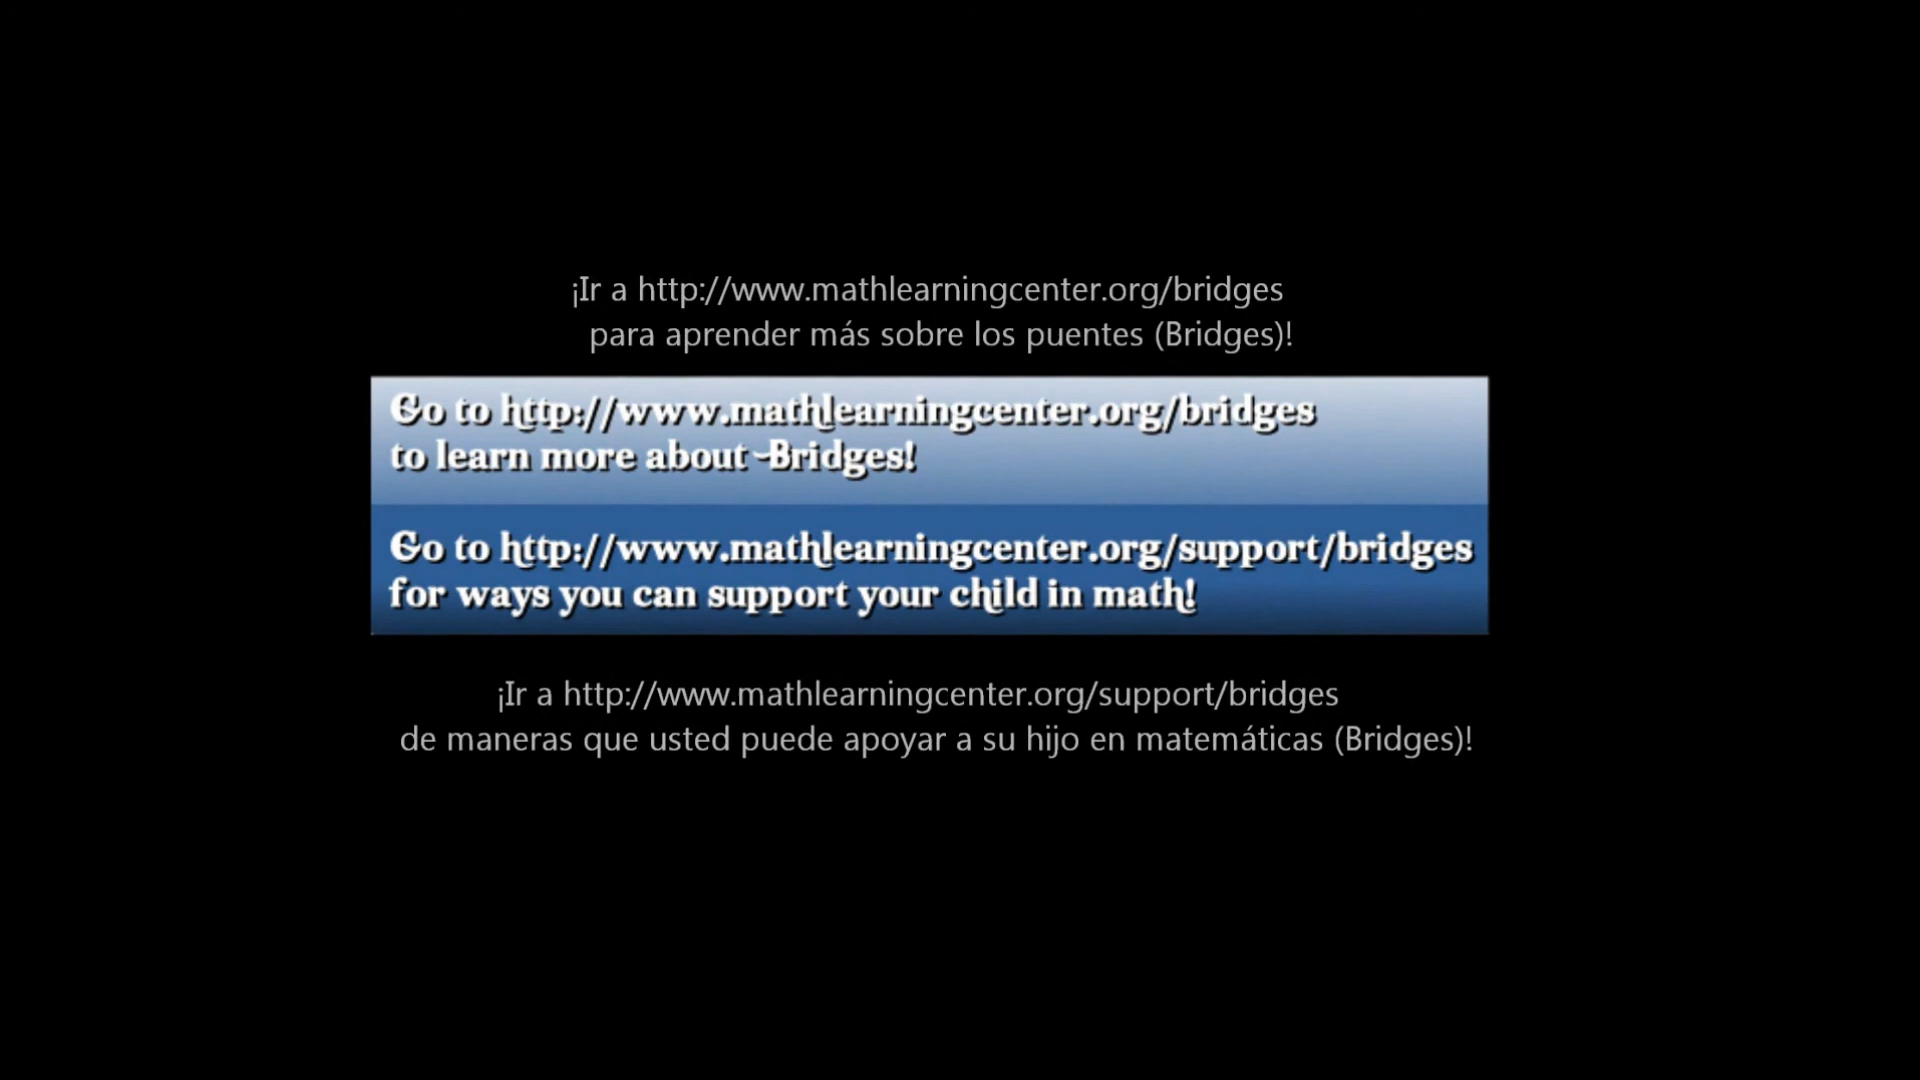 ¡Ir a http://www.mathlearningcenter.org/bridges
para aprender más sobre los puentes (Bridges)!
Go to http://www.mathlearningcenter.org/bridges
to learn more about Bridges!
Go to http://www.mathlearningcenter.org/support/bridges
for ways you can support your child in math!
¡Ir a http://www.mathlearningcenter.org/support/bridges
de maneras que usted puede apoyar a su hijo en matemáticas (Bridges)!